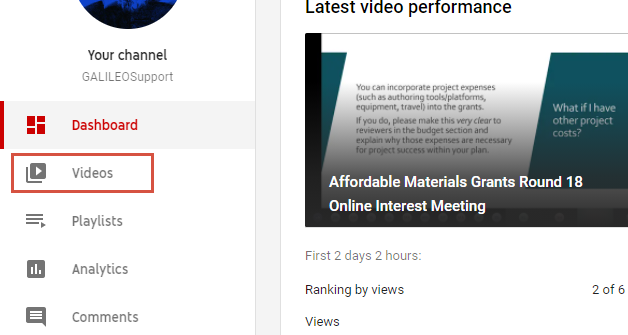 Your channel
GALILEOSupport
Dashboard
Videos
Playlists
Analytics
Comments
Latest video performance
You can incorporate project expenses
(such as authoring tools/platforms,
equipment, travel) into the grants.
If you do, please make this very clear to
reviewers in the budget section and
explain why those expenses are necessary
for project success within your plan.
What if I have
other project
costs?
Affordable Materials Grants Round 18
Online Interest Meeting
First 2 days 2 hours:
Ranking by views
2 of 6
Views